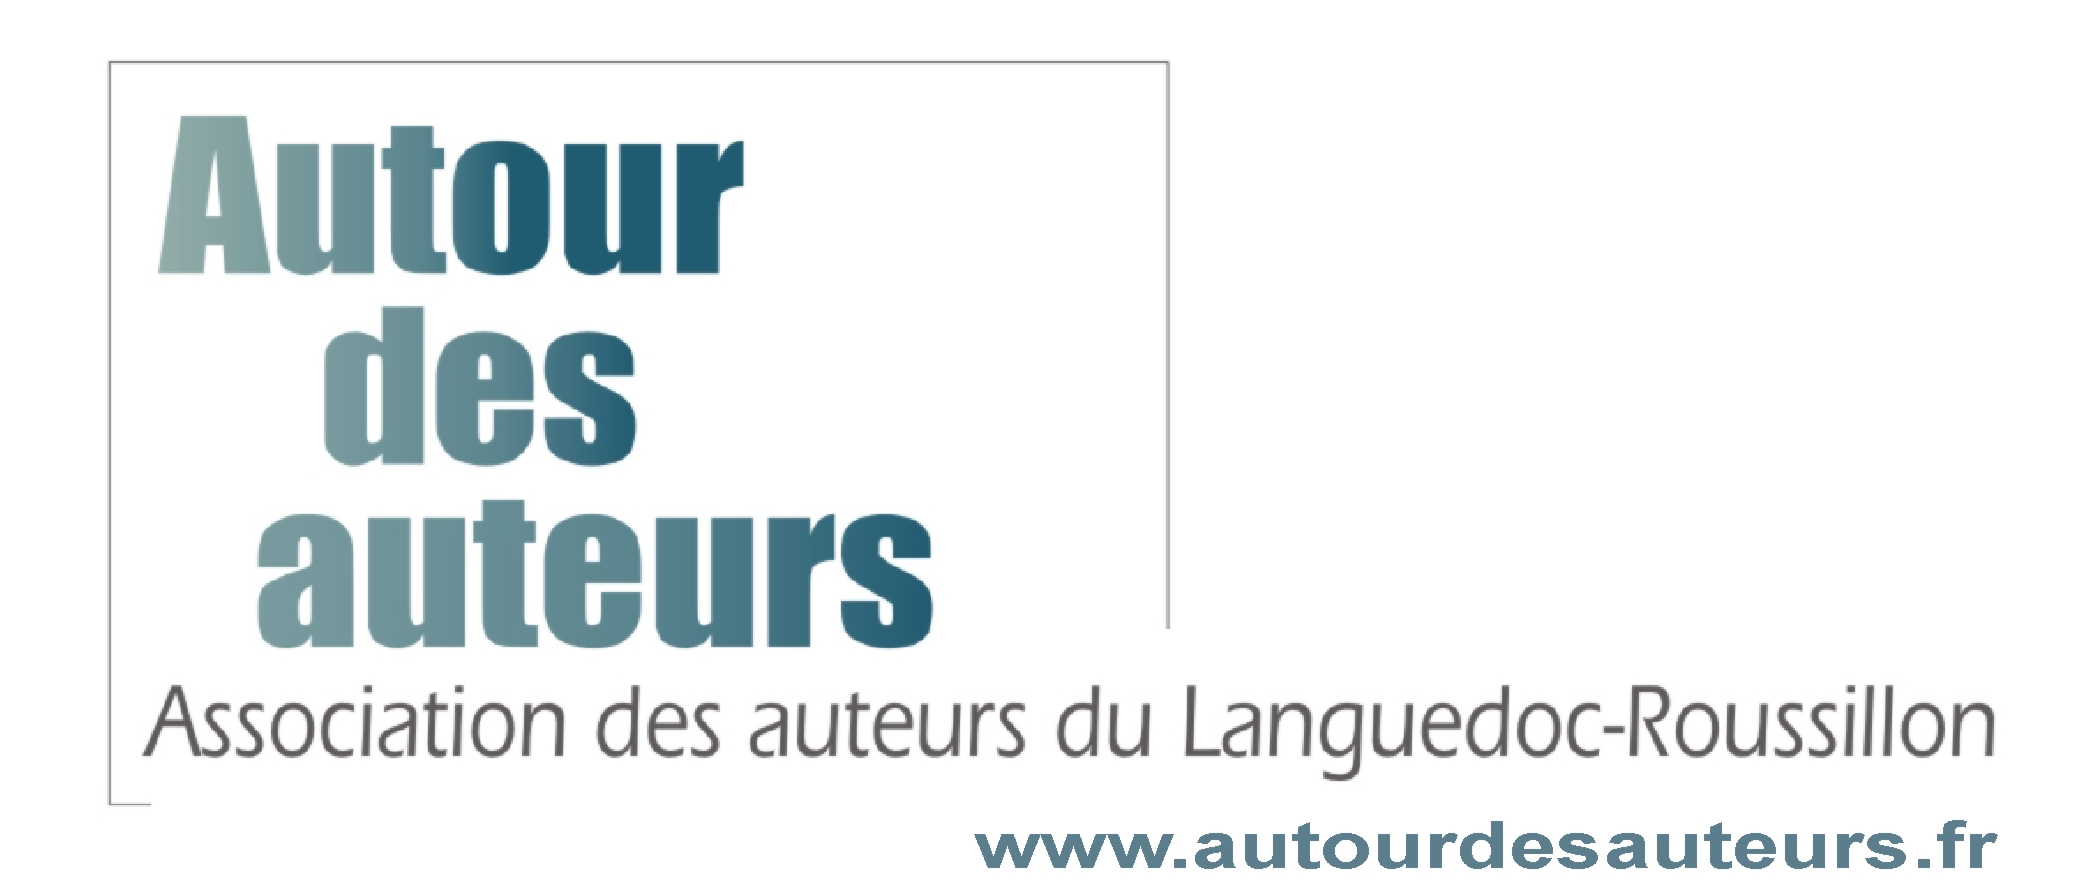 Autour
des
auteurs
Association des auteurs du Languedoc-Roussillon
www.autourdesauteurs.fr